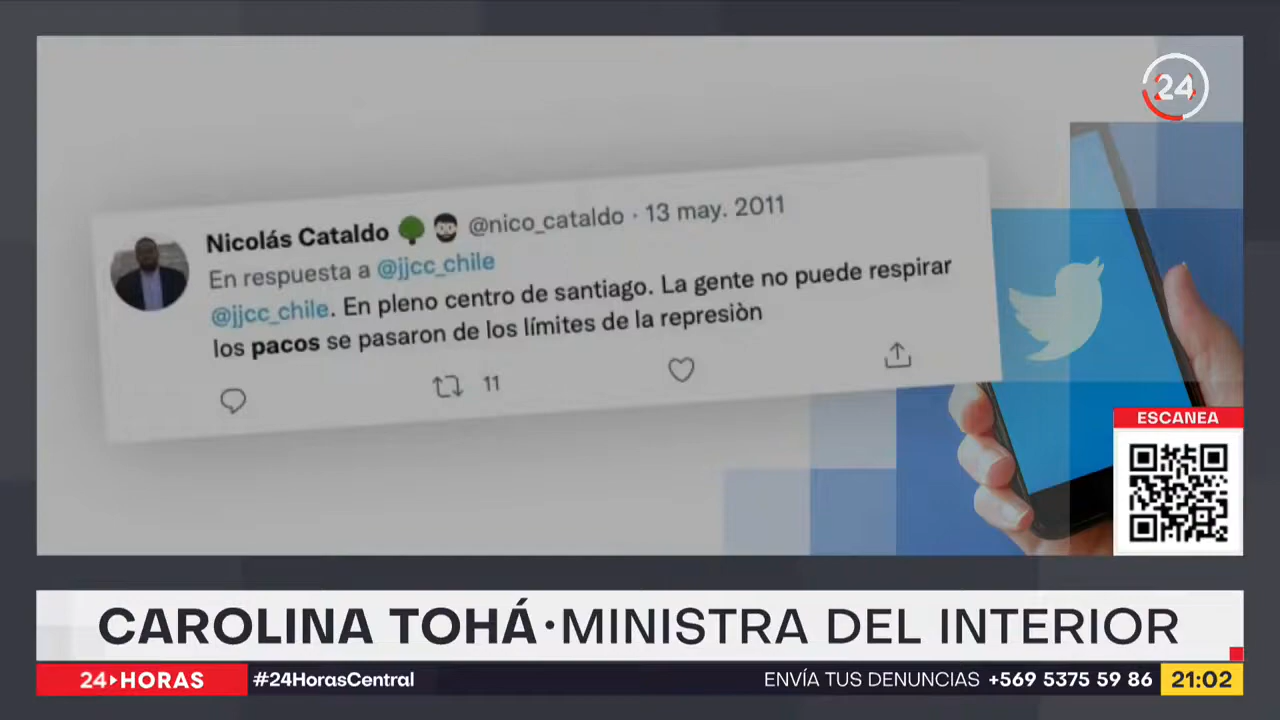 24
Nicolás Cataldo @nico_cataldo · 13 may. 2011
En respuesta a @jjcc_chile
@jjcc_chile. En pleno centro de santiago. La gente no puede respirar
los pacos se pasaron de los límites de la represiòn
11
ESCANEA
CAROLINA TOHÁ·MINISTRA DEL INTERIOR
24 HORAS #24HorasCentral ENVÍA TUS DENUNCIAS +569 5375 59 86 21:02